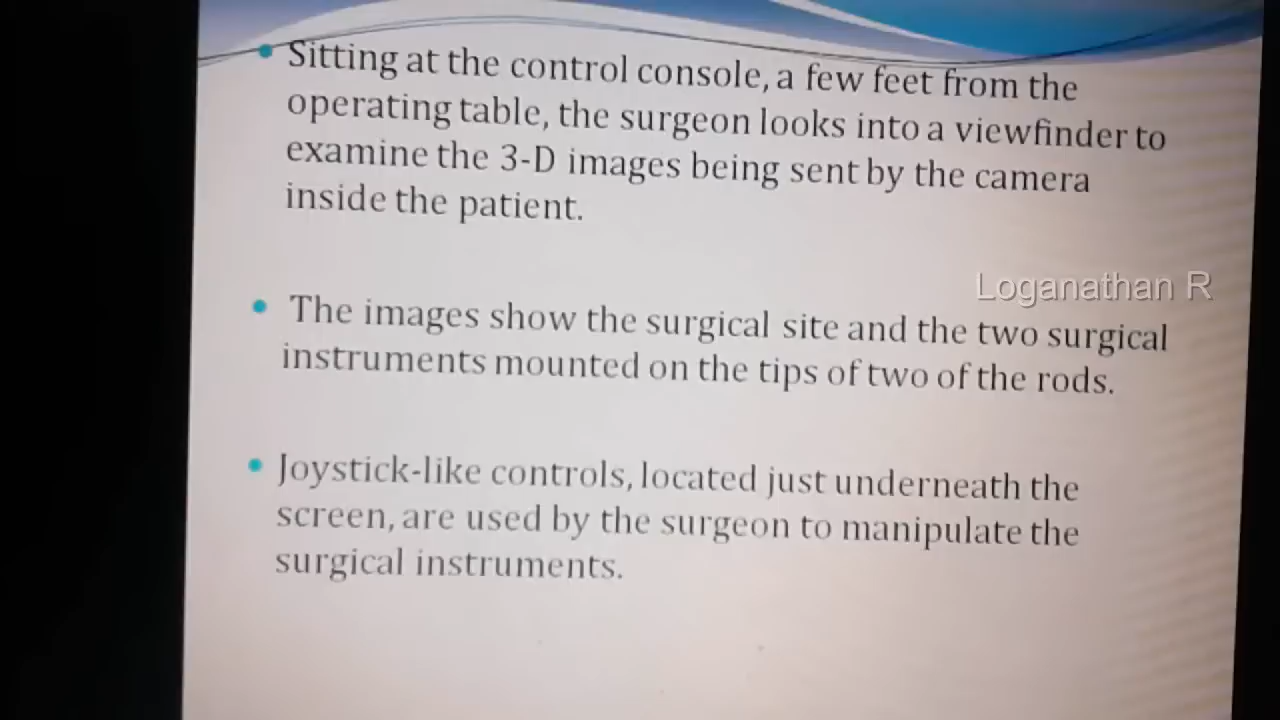 Sitting at the control console, a few feet from the
operating table, the surgeon looks into a viewfinder to
examine the 3-D images being sent by the camera
inside the patient.
Loganathan R
The images show the surgical site and the two surgical
instruments mounted on the tips of two of the rods.
Joystick-like controls, located just underneath the
screen, are used by the surgeon to manipulate the
surgical instruments.